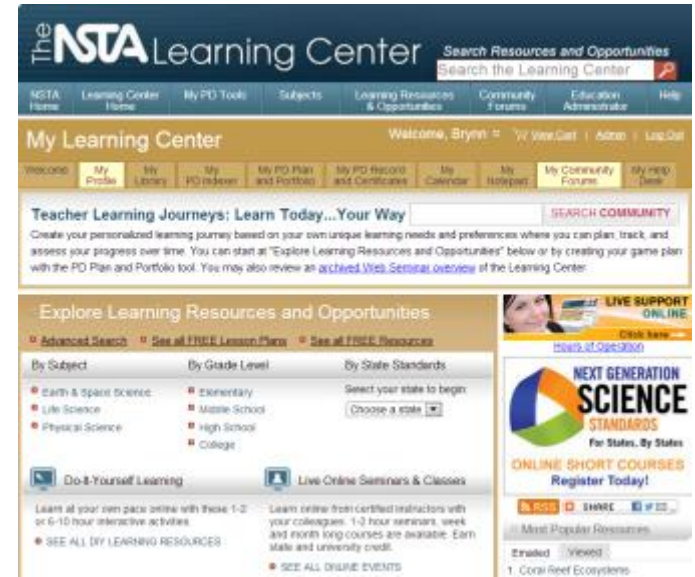 The NSTA Learning Center
Search Resources and Opportunities
Search the Learning Center
NSTA Home
Learning Center Home
My PD Tools
Subjects
Learning Resources & Opportunities
Community Forums
Education Administrator
Help
My Learning Center
Welcome, Brynn
View Cart | Admin | Log Out
Welcome
My Profile
My Library
My PD Indexer
My PD Plan and Portfolio
My PD Record and Certificates
My Calendar
My Notepad
My Community Forums
My Help Desk
Teacher Learning Journeys: Learn Today...Your Way
SEARCH COMMUNITY
Create your personalized learning journey based on your own unique learning needs and preferences where you can plan, track, and
assess your progress over time. You can start at "Explore Learning Resources and Opportunities" below or by creating your game plan
with the PD Plan and Portfolio tool. You may also review an archived Web Seminar overview of the Learning Center.
Explore Learning Resources and Opportunities
Advanced Search
See all FREE Lesson Plans
See all FREE Resources
By Subject
Earth & Space Science
Life Science
Physical Science
By Grade Level
Elementary
Middle School
High School
College
By State Standards
Select your state to begin:
Choose a state
Do-It-Yourself Learning
Learn at your own pace online with these 1-2
or 6-10 hour interactive activities
SEE ALL DIY LEARNING RESOURCES
Live Online Seminars & Classes
Learn online from certified instructors with
your colleagues. 1-2 hour seminars, week
and month long courses are available. Earn
state and university credit.
SEE ALL ONLINE EVENTS
LIVE SUPPORT
ONLINE
Click here
Hours of Operation
NEXT GENERATION
SCIENCE
STANDARDS
For States, By States
ONLINE SHORT COURSES
Register Today!
RSS
SHARE
Most Popular Resources
Emailed
Viewed
1. Coral Reef Ecosystems